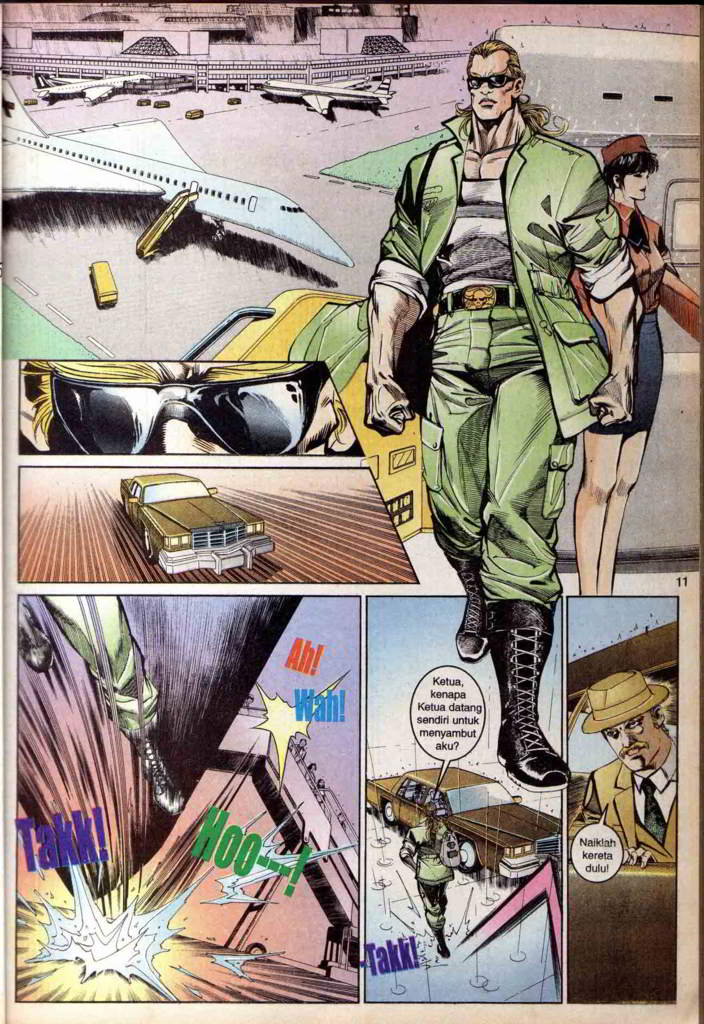 11
Ah!
Wah!
Takk!
Hoo---!
Ketua,
kenapa
Ketua datang
sendiri untuk
menyambut
aku?
Takk!
Naiklah
kereta
dulu!